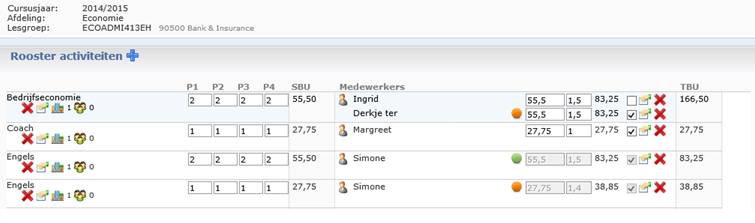 Cursusjaar: 2014/2015
Afdeling: Economie
Lesgroep: ECOADMI413EH 90500 Bank & Insurance
Rooster activiteiten
P1 P2 P3 P4 SBU Medewerkers TBU
Bedrijfseconomie 2 2 2 2 55,50 Ingrid 55,5 1,5 83,25 166,50
1 0 Derkje ter 55,5 1,5 83,25
Coach 1 1 1 1 27,75 Margreet 27,75 1 27,75 27,75
1 0
Engels 2 2 2 2 55,50 Simone 55,5 1,5 83,25 83,25
1 0
Engels 1 1 1 1 27,75 Simone 27,75 1,4 38,85 38,85
1 0